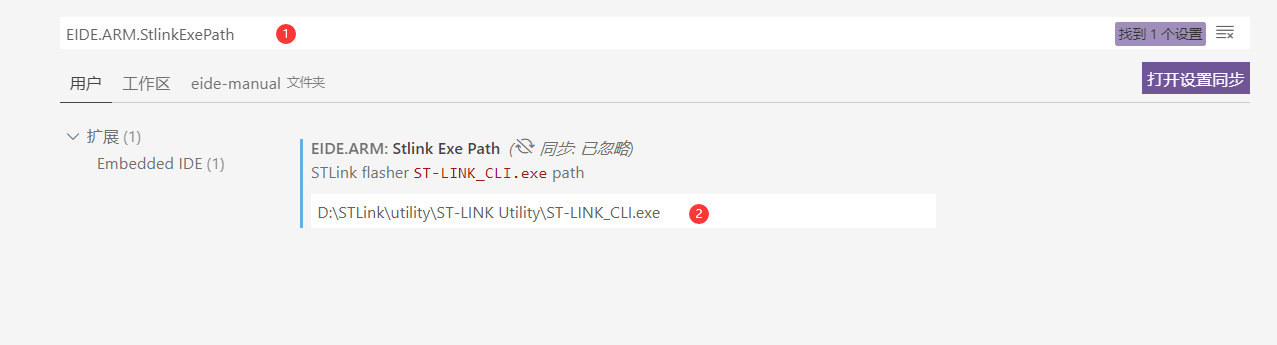 EIDE.ARM.StlinkExePath 1 找到 1 个设置
用户 工作区 eide-manual 文件夹 打开设置同步
扩展 (1)
Embedded IDE (1)
EIDE.ARM: Stlink Exe Path (同步: 已忽略)
STLink flasher ST-LINK_CLI.exe path
D:\STLink\utility\ST-LINK Utility\ST-LINK_CLI.exe 2